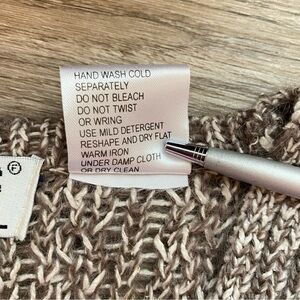 HAND WASH COLD
SEPARATELY
DO NOT BLEACH
DO NOT TWIST
OR WRING
USE MILD DETERGENT
RESHAPE AND DRY FLAT
WARM IRON
UNDER DAMP CLOTH
OR DRY CLEAN
F